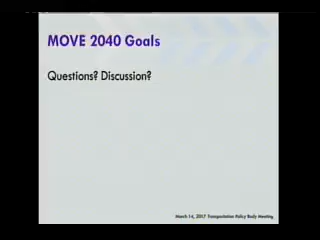 MOVE 2040 Goals
Questions? Discussion?
March 14, 2017 Transportation Policy Body Meeting